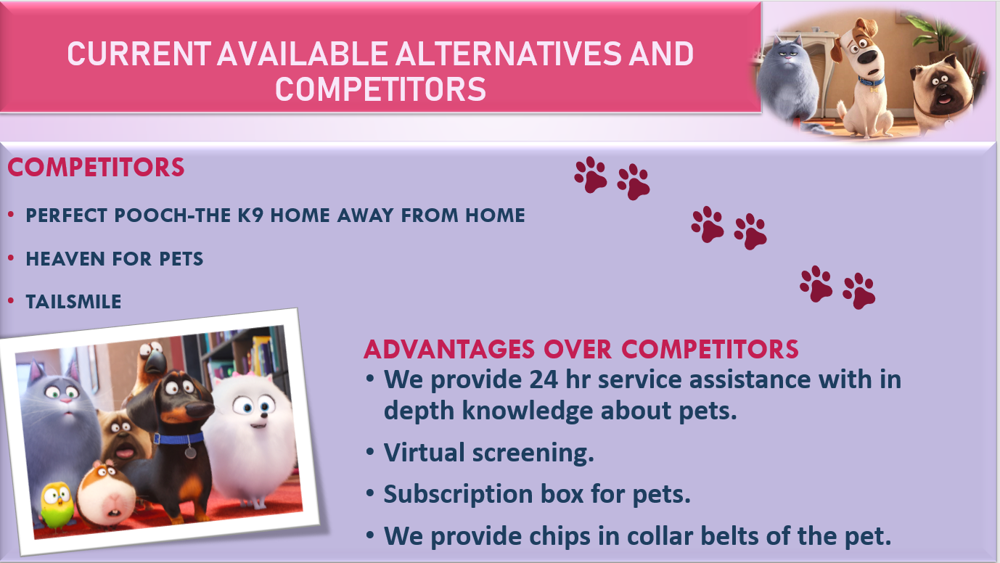 CURRENT AVAILABLE ALTERNATIVES AND
COMPETITORS
COMPETITORS
• PERFECT POOCH-THE K9 HOME AWAY FROM HOME
• HEAVEN FOR PETS
• TAILSMILE
ADVANTAGES OVER COMPETITORS
• We provide 24 hr service assistance with in
depth knowledge about pets.
• Virtual screening.
• Subscription box for pets.
• We provide chips in collar belts of the pet.